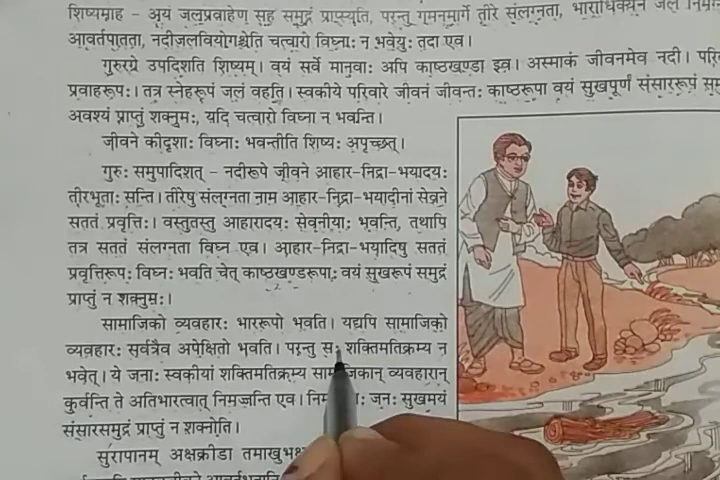 शिष्यमाह - अयं जलप्रवाहेण सह समुद्रं प्राप्स्यति, परन्तु गमनमार्गे तीरे संलग्नता, भाराधिक्येन जले
आवर्तपातता, नदीजलवियोगश्चेति चत्वारो विघ्नाः न भवेयुः तदा एव।
गुरुरग्रे उपदिशति शिष्यम्। वयं सर्वे मानवाः अपि काष्ठखण्डा इव। अस्माकं जीवनमेव नदी।
प्रवाहरूपः। तत्र स्नेहरूपं जलं वहति। स्वकीये परिवारे जीवनं जीवन्तः काष्ठरूपा वयं सुखपूर्णं संसाररूपं
अवश्यं प्राप्तुं शक्नुमः, यदि चत्वारो विघ्ना न भवन्ति।
जीवने कीदृशाः विघ्नाः भवन्तीति शिष्यः अपृच्छत्।
गुरुः समुपादिशत् - नदीरूपे जीवने आहार-निद्रा-भयादयः
तीरभूताः सन्ति। तीरेषु संलग्नता नाम आहार-निद्रा-भयादीनां सेवने
सततं प्रवृत्तिः। वस्तुतस्तु आहारादयः सेवनीयाः भवन्ति, तथापि
तत्र सततं संलग्नता विघ्न एव। आहार-निद्रा-भयादिषु सततं
प्रवृत्तिरूपः विघ्नः भवति चेत् काष्ठखण्डरूपाः वयं सुखरूपं समुद्रं
प्राप्तुं न शक्नुमः।
सामाजिको व्यवहारः भाररूपो भवति। यद्यपि सामाजिको
व्यवहारः सर्वत्रैव अपेक्षितो भवति। परन्तु सः शक्तिमतिक्रम्य न
भवेत्। ये जनाः स्वकीयां शक्तिमतिक्रम्य सामाजिकान् व्यवहारान्
कुर्वन्ति ते अतिभारत्वात् निमज्जन्ति एव। जनः सुखमयं
संसारसमुद्रं प्राप्तुं न शक्नोति।
सुरापानम् अक्षक्रीडा